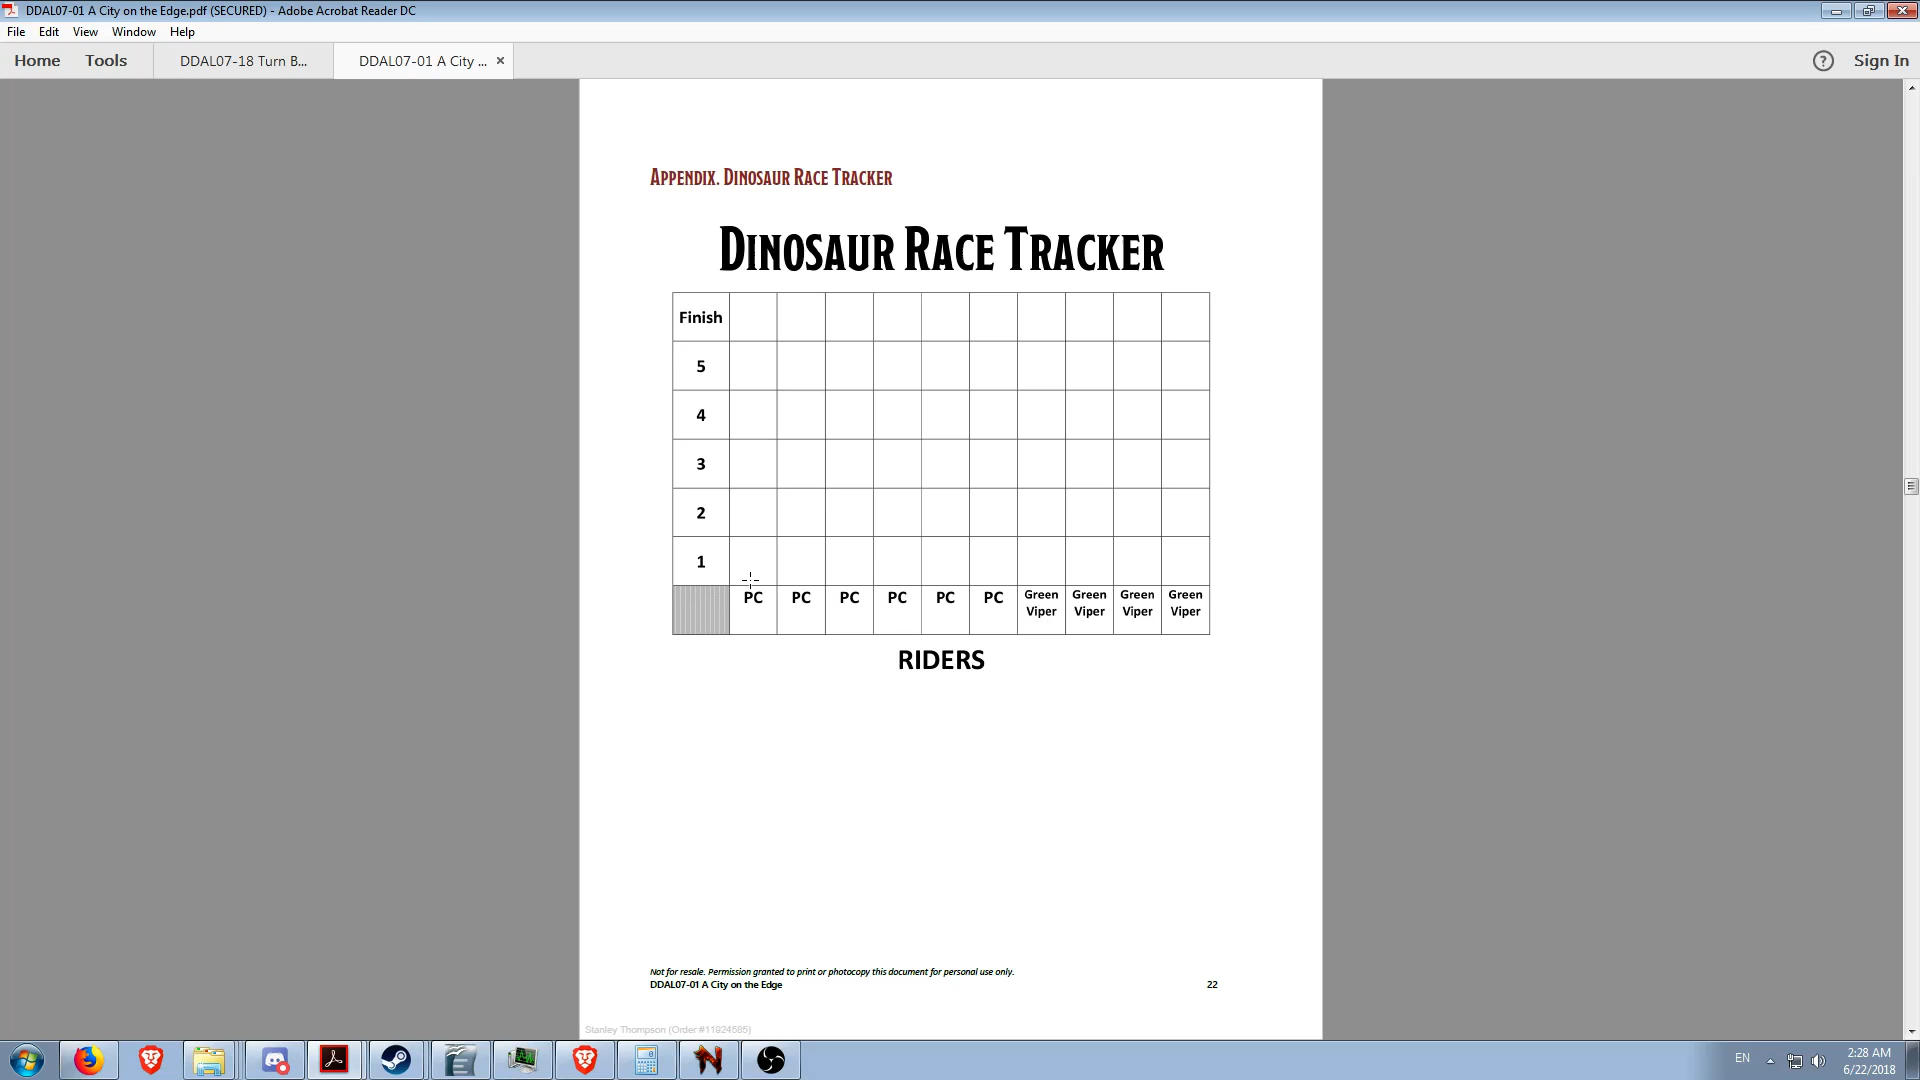 DDAL07-01 A City on the Edge.pdf (SECURED) - Adobe Acrobat Reader DC
File Edit View Window Help
Home Tools DDAL07-18 Turn B... DDAL07-01 A City ... × ? Sign In
APPENDIX. DINOSAUR RACE TRACKER
DINOSAUR RACE TRACKER
Finish
5
4
3
2
1
PC PC PC PC PC PC Green Viper Green Viper Green Viper Green Viper
RIDERS
Not for resale. Permission granted to print or photocopy this document for personal use only.
DDAL07-01 A City on the Edge 22
Stanley Thompson (Order #11924585)
EN 2:28 AM
6/22/2018